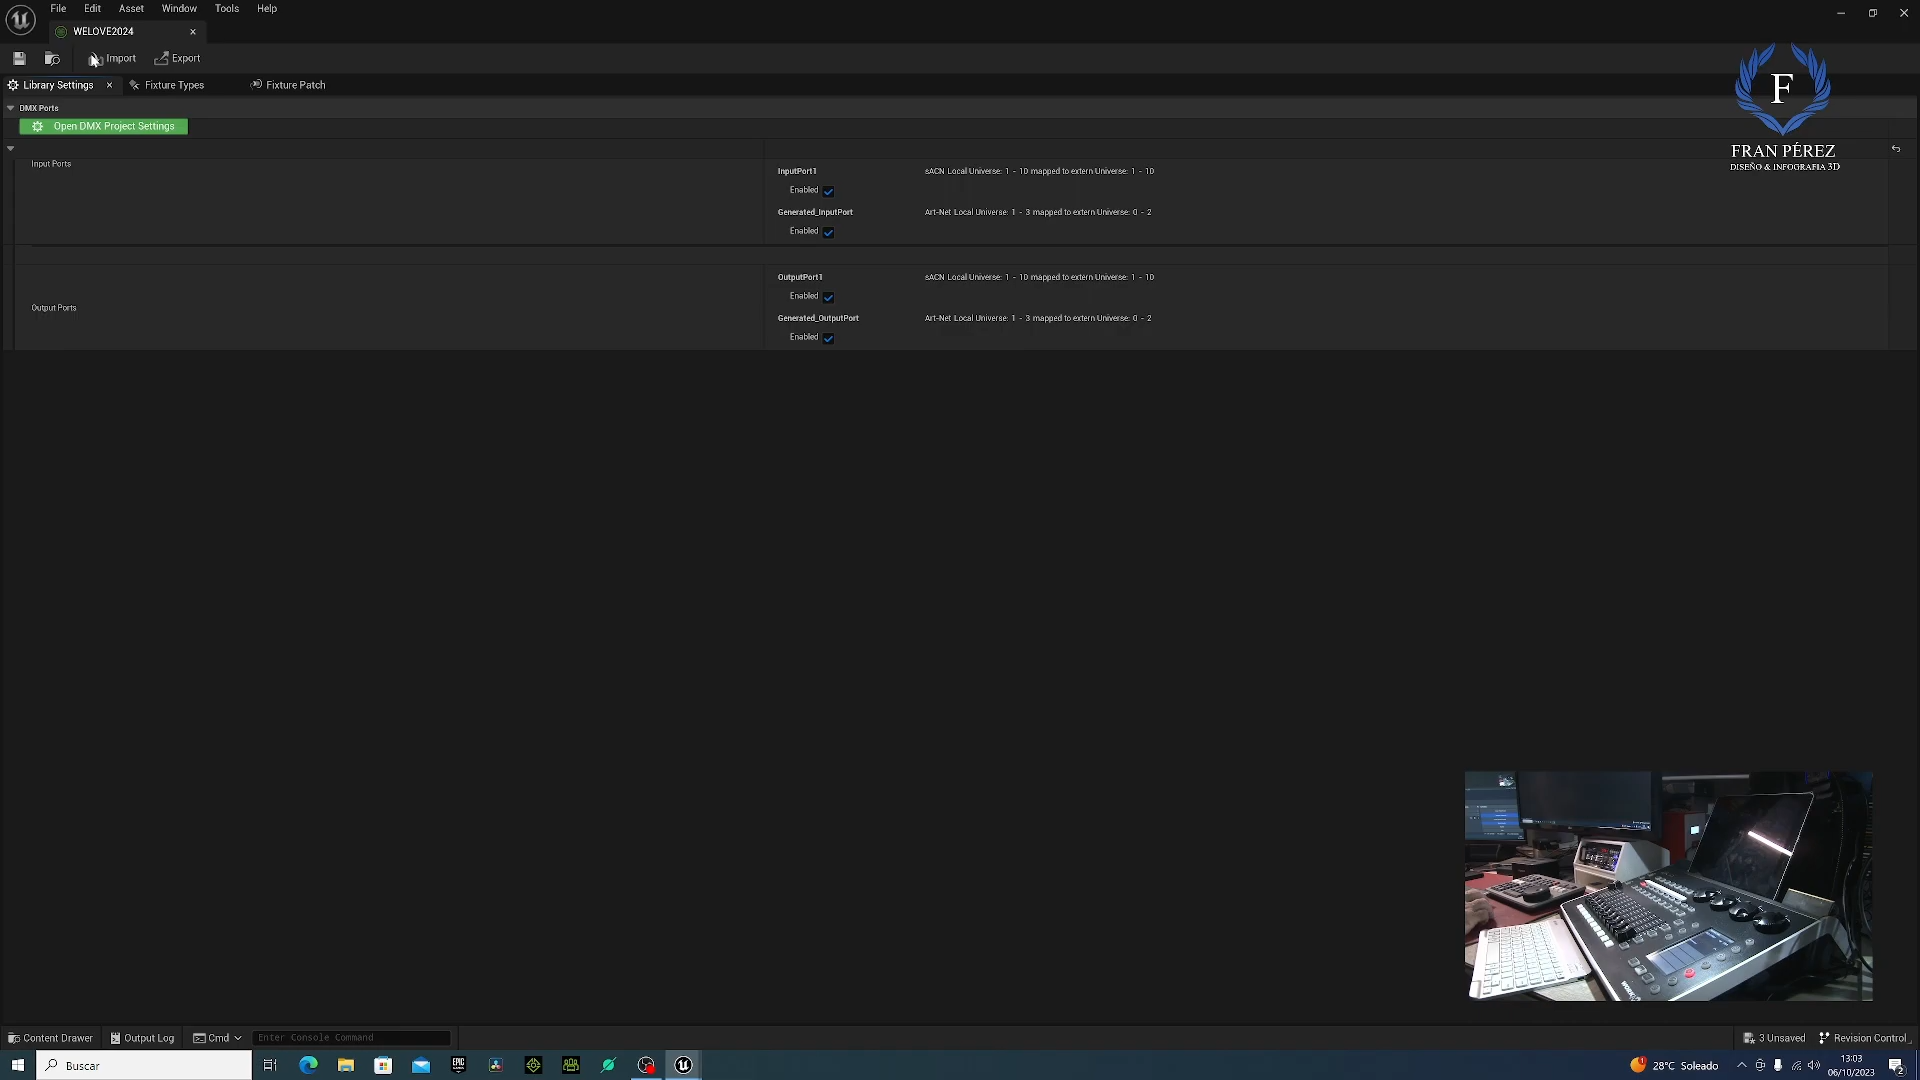 File Edit Asset Window Tools Help
WELOVE2024
Import Export
Library Settings Fixture Types Fixture Patch
F
FRAN PÉREZ
DISEÑO & INFOGRAFIA 3D
DMX Ports
Open DMX Project Settings
Input Ports
InputPort1 sACN Local Universe: 1 - 10 mapped to extern Universe: 1 - 10
Enabled
Generated_InputPort Art-Net Local Universe: 1 - 3 mapped to extern Universe: 0 - 2
Enabled
Output Ports
OutputPort1 sACN Local Universe: 1 - 10 mapped to extern Universe: 1 - 10
Enabled
Generated_OutputPort Art-Net Local Universe: 1 - 3 mapped to extern Universe: 0 - 2
Enabled
Content Drawer Output Log Cmd Enter Console Command 3 Unsaved Revision Control
Buscar
EPIC GAMES
28°C Soleado
13:03
06/10/2023